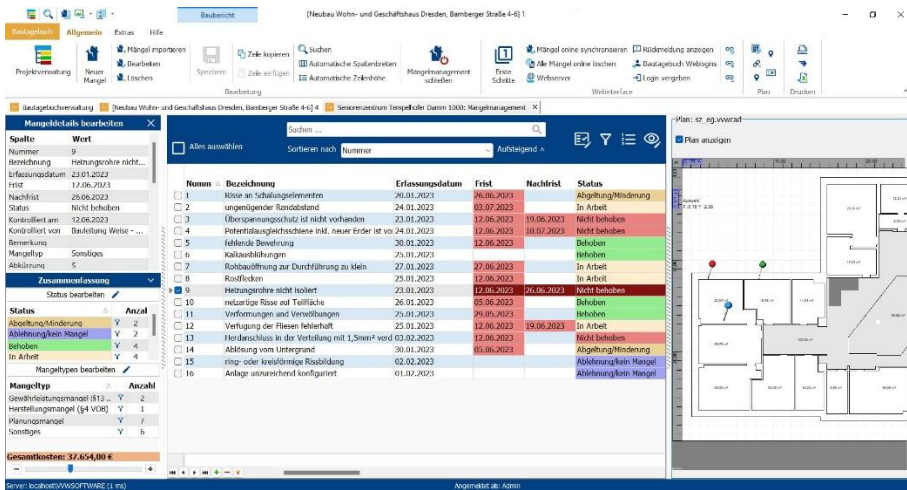 Baubericht
[Neubau Wohn- und Geschäftshaus Dresden, Bamberger Straße 4-6] 1
Bautagebuch Allgemein Extras Hilfe
Projektverwaltung
Neuer Mangel
Mängel importieren
Bearbeiten
Löschen
Speichern
Zeile kopieren
Zeile einfügen
Suchen
Automatische Spaltenbreiten
Automatische Zeilenhöhe
Bearbeitung
Mangelmanagement schließen
Erste Schritte
Mängel online synchronisieren
Alle Mängel online löschen
Webserver
Rückmeldung anzeigen
Bautagebuch Weblogins
Login vergeben
Webinterface
Plan
Drucken
Bautagebuchverwaltung
[Neubau Wohn- und Geschäftshaus Dresden, Bamberger Straße 4-6] 4
Seniorenzentrum Tempelhofer Damm 1000: Mangelmanagement X
Mangeldetails bearbeiten X
Spalte Wert
Nummer 9
Bezeichnung Heizungsrohre nicht...
Erfassungsdatum 23.01.2023
Frist 12.06.2023
Nachfrist 26.06.2023
Status Nicht behoben
Kontrolliert am 12.06.2023
Kontrolliert von Bauleitung Weise - ...
Bemerkung
Mangeltyp Sonstiges
Abkürzung S
Zusammenfassung
Status bearbeiten
Status Anzal
Abgeltung/Minderung 2
Ablehnung/kein Mangel 2
Behoben 4
In Arbeit 4
Mangeltypen bearbeiten
Mangeltyp Anzahl
Gewährleistungsmangel (§13 .. 2
Herstellungsmangel (§4 VOB) 1
Planungsmangel 7
Sonstiges 6
Gesamtkosten: 37.654,00 €
Suchen ...
Alles auswählen
Sortieren nach Nummer Aufsteigend
Numm Bezeichnung Erfassungsdatum Frist Nachfrist Status
1 Risse an Schalungselementen 20.01.2023 26.06.2023 Abgeltung/Minderung
2 ungenügender Randabstand 24.01.2023 03.07.2023 In Arbeit
3 Überspannungsschutz ist nicht vorhanden 23.01.2023 12.06.2023 19.06.2023 Nicht behoben
4 Potentialausgleichsschiene inkl. neuer Erder ist vo 24.01.2023 12.06.2023 10.07.2023 Nicht behoben
5 fehlende Bewehrung 30.01.2023 12.06.2023 Behoben
6 Kalkausblühungen 25.01.2023 Behoben
7 Rohbauöffnung zur Durchführung zu klein 27.01.2023 27.06.2023 In Arbeit
8 Rostflecken 25.01.2023 12.06.2023 In Arbeit
9 Heizungsrohre nicht isoliert 23.01.2023 12.06.2023 26.06.2023 Nicht behoben
10 netzartige Risse auf Teilfläche 26.01.2023 05.06.2023 Behoben
11 Verformungen und Verwölbungen 25.01.2023 29.05.2023 Behoben
12 Verfugung der Fliesen fehlerhaft 25.01.2023 12.06.2023 19.06.2023 In Arbeit
13 Herdanschluss in der Verteilung mit 1,5mm² verd 03.02.2023 12.06.2023 Nicht behoben
14 Ablösung vom Untergrund 30.01.2023 05.06.2023 Abgeltung/Minderung
15 ring- oder kreisförmige Rissbildung 02.02.2023 Ablehnung/kein Mangel
16 Anlage unzureichend konfiguriert 01.02.2023 Ablehnung/kein Mangel
Plan: sz_eg.vwcad
Plan anzeigen
Server: localhost\VWSOFTWARE (1 ms)
Angemeldet als: Admin